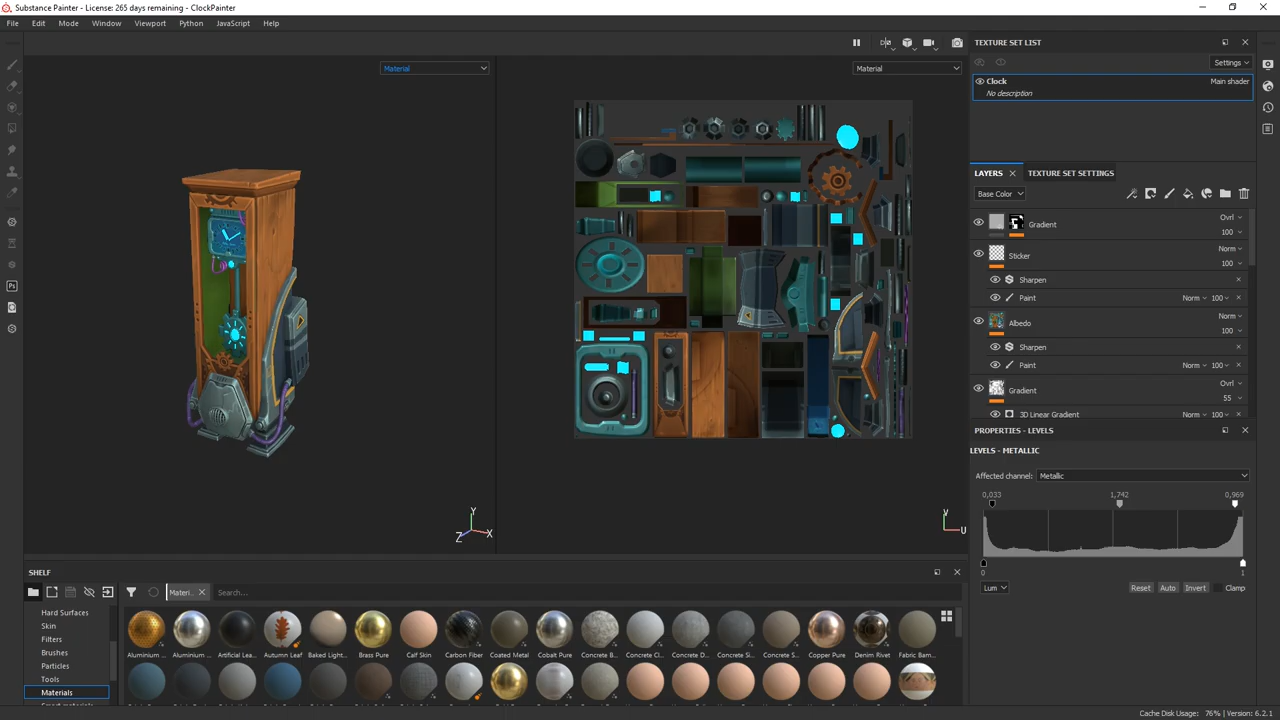 Substance Painter - License: 265 days remaining - ClockPainter
File Edit Mode Window Viewport Python JavaScript Help
Material
Material
TEXTURE SET LIST
Settings
Clock Main shader
No description
LAYERS TEXTURE SET SETTINGS
Base Color
Gradient Ovrl
100
Sticker Norm
100
Sharpen
Paint Norm 100
Albedo Norm
100
Sharpen
Paint Norm 100
Gradient Ovrl
55
3D Linear Gradient Norm 100
PROPERTIES - LEVELS
LEVELS - METALLIC
Affected channel: Metallic
0,033 1,742 0,969
0 1
Lum Reset Auto Invert Clamp
Y
Z X
V
U
SHELF
Materi... Search...
Hard Surfaces
Skin
Filters
Brushes
Particles
Tools
Materials
Aluminium ... Aluminium ... Artificial Lea... Autumn Leaf Baked Light... Brass Pure Calf Skin Carbon Fiber Coated Metal Cobalt Pure Concrete B... Concrete Cl... Concrete D... Concrete Si... Concrete S... Copper Pure Denim Rivet Fabric Bam...
Ps
Cache Disk Usage: 76% | Version: 6.2.1